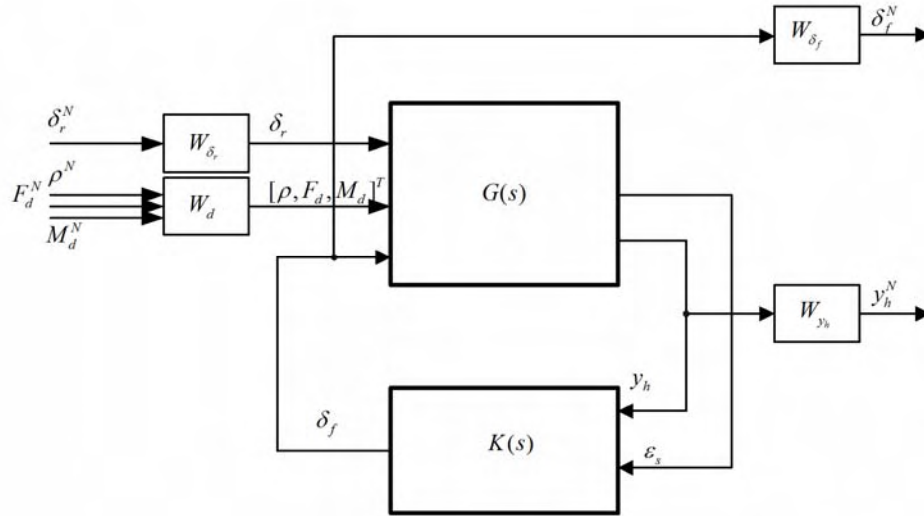 W_{δ_f}
δ_f^N
δ_r^N
W_{δ_r}
δ_r
ρ^N
F_d^N
M_d^N
W_d
[ρ, F_d, M_d]^T
G(s)
W_{y_h}
y_h^N
y_h
δ_f
K(s)
ε_s